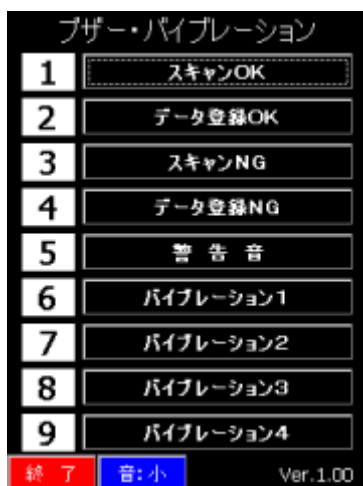 ブザー・バイブレーション
1 スキャンOK
2 データ登録OK
3 スキャンNG
4 データ登録NG
5 警 告 音
6 バイブレーション1
7 バイブレーション2
8 バイブレーション3
9 バイブレーション4
終 了 音:小 Ver.1.00